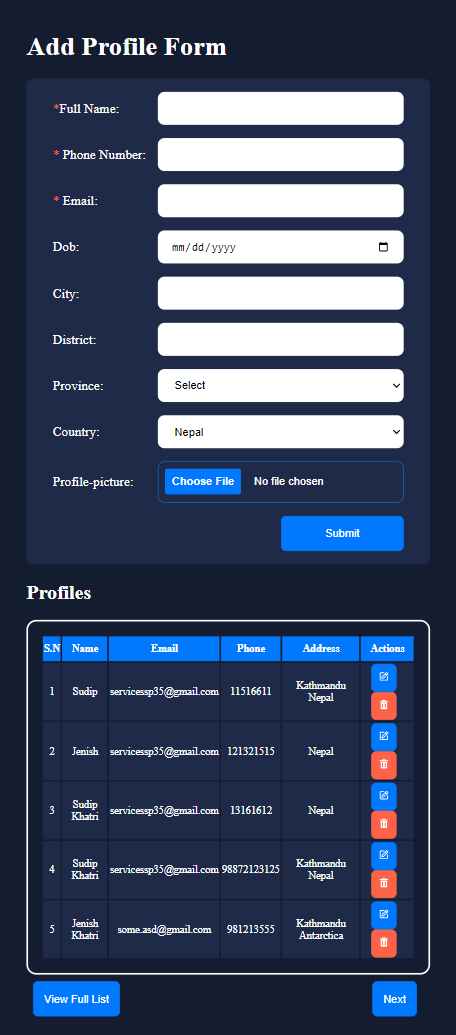 Add Profile Form
*Full Name:
* Phone Number:
* Email:
Dob: mm/dd/yyyy
City:
District:
Province: Select
Country: Nepal
Profile-picture: Choose File No file chosen
Submit
Profiles
S.N Name Email Phone Address Actions
1 Sudip servicessp35@gmail.com 11516611 Kathmandu
Nepal
2 Jenish servicessp35@gmail.com 121321515 Nepal
3 Sudip
Khatri servicessp35@gmail.com 13161612 Nepal
4 Sudip
Khatri servicessp35@gmail.com 98872123125 Kathmandu
Nepal
5 Jenish
Khatri some.asd@gmail.com 981213555 Kathmandu
Antarctica
View Full List Next